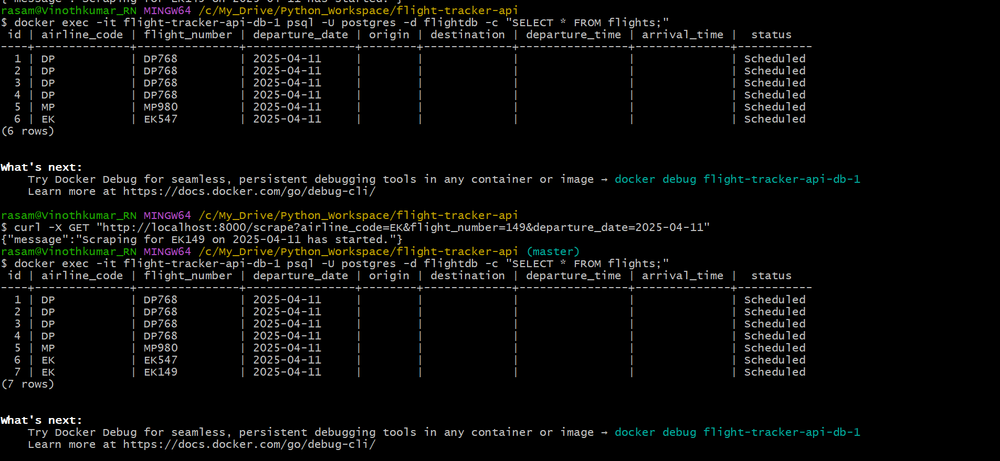 {"message":"Scraping for EK149 on 2025-04-11 has started."}
rasam@Vinothkumar_RN MINGW64 /c/My_Drive/Python_Workspace/flight-tracker-api
$ docker exec -it flight-tracker-api-db-1 psql -U postgres -d flightdb -c "SELECT * FROM flights;"
 id | airline_code | flight_number | departure_date | origin | destination | departure_time | arrival_time |  status
----+--------------+---------------+----------------+--------+-------------+----------------+--------------+-----------
  1 | DP           | DP768         | 2025-04-11     |        |             |                |              | Scheduled
  2 | DP           | DP768         | 2025-04-11     |        |             |                |              | Scheduled
  3 | DP           | DP768         | 2025-04-11     |        |             |                |              | Scheduled
  4 | DP           | DP768         | 2025-04-11     |        |             |                |              | Scheduled
  5 | MP           | MP980         | 2025-04-11     |        |             |                |              | Scheduled
  6 | EK           | EK547         | 2025-04-11     |        |             |                |              | Scheduled
(6 rows)
What's next:
    Try Docker Debug for seamless, persistent debugging tools in any container or image → docker debug flight-tracker-api-db-1
    Learn more at https://docs.docker.com/go/debug-cli/
rasam@Vinothkumar_RN MINGW64 /c/My_Drive/Python_Workspace/flight-tracker-api
$ curl -X GET "http://localhost:8000/scrape?airline_code=EK&flight_number=149&departure_date=2025-04-11"
{"message":"Scraping for EK149 on 2025-04-11 has started."}
rasam@Vinothkumar_RN MINGW64 /c/My_Drive/Python_Workspace/flight-tracker-api (master)
$ docker exec -it flight-tracker-api-db-1 psql -U postgres -d flightdb -c "SELECT * FROM flights;"
 id | airline_code | flight_number | departure_date | origin | destination | departure_time | arrival_time |  status
----+--------------+---------------+----------------+--------+-------------+----------------+--------------+-----------
  1 | DP           | DP768         | 2025-04-11     |        |             |                |              | Scheduled
  2 | DP           | DP768         | 2025-04-11     |        |             |                |              | Scheduled
  3 | DP           | DP768         | 2025-04-11     |        |             |                |              | Scheduled
  4 | DP           | DP768         | 2025-04-11     |        |             |                |              | Scheduled
  5 | MP           | MP980         | 2025-04-11     |        |             |                |              | Scheduled
  6 | EK           | EK547         | 2025-04-11     |        |             |                |              | Scheduled
  7 | EK           | EK149         | 2025-04-11     |        |             |                |              | Scheduled
(7 rows)
What's next:
    Try Docker Debug for seamless, persistent debugging tools in any container or image → docker debug flight-tracker-api-db-1
    Learn more at https://docs.docker.com/go/debug-cli/